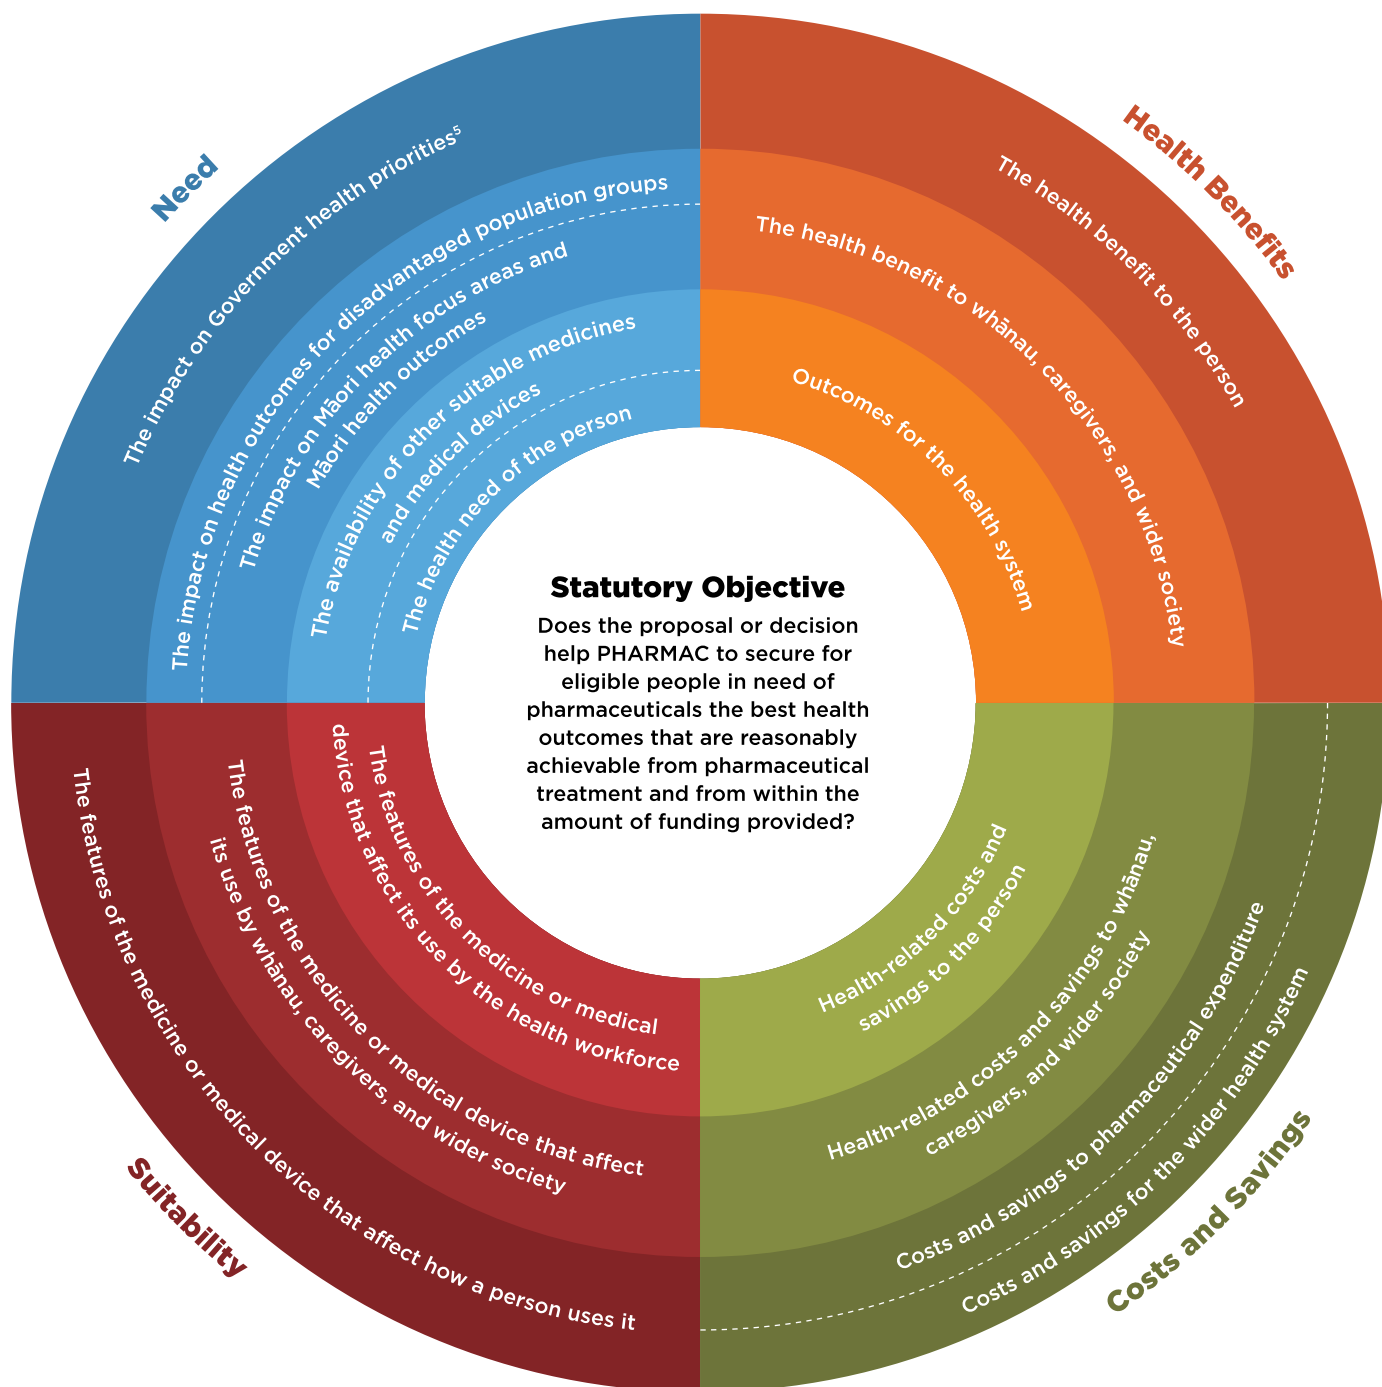 Need
The impact on Government health priorities⁵
The impact on health outcomes for disadvantaged population groups
The impact on Māori health focus areas and
Māori health outcomes
The availability of other suitable medicines
and medical devices
The health need of the person
Health Benefits
The health benefit to the person
The health benefit to whānau, caregivers, and wider society
Outcomes for the health system
Statutory Objective
Does the proposal or decision
help PHARMAC to secure for
eligible people in need of
pharmaceuticals the best health
outcomes that are reasonably
achievable from pharmaceutical
treatment and from within the
amount of funding provided?
The features of the medicine or medical
device that affect its use by the health workforce
The features of the medicine or medical device that affect
its use by whānau, caregivers, and wider society
The features of the medicine or medical device that affect how a person uses it
Suitability
Health-related costs and
savings to the person
Health-related costs and savings to whānau,
caregivers, and wider society
Costs and savings to pharmaceutical expenditure
Costs and savings for the wider health system
Costs and Savings